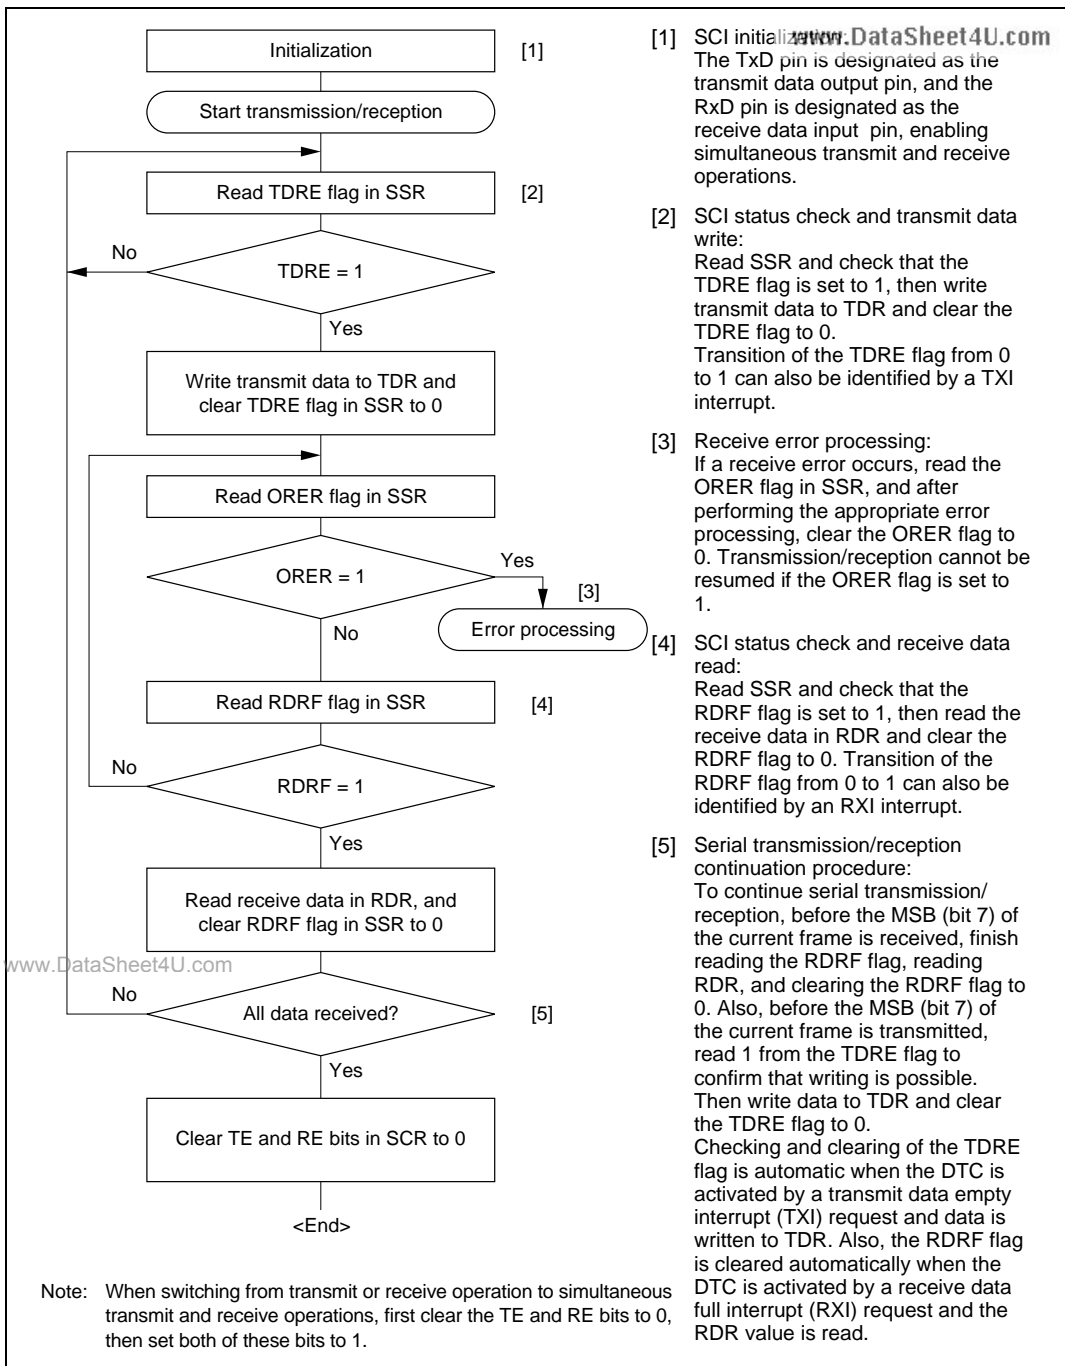 Initialization [1]
Start transmission/reception
Read TDRE flag in SSR [2]
No
TDRE = 1
Yes
Write transmit data to TDR and
clear TDRE flag in SSR to 0
Read ORER flag in SSR
Yes
ORER = 1
[3]
Error processing
No
Read RDRF flag in SSR [4]
No
RDRF = 1
Yes
Read receive data in RDR, and
clear RDRF flag in SSR to 0
www.DataSheet4U.com
No
All data received? [5]
Yes
Clear TE and RE bits in SCR to 0
<End>
[1] SCI www.DataSheet4U.com
The TxD pin is designated as the
transmit data output pin, and the
RxD pin is designated as the
receive data input pin, enabling
simultaneous transmit and receive
operations.
[2] SCI status check and transmit data
write:
Read SSR and check that the
TDRE flag is set to 1, then write
transmit data to TDR and clear the
TDRE flag to 0.
Transition of the TDRE flag from 0
to 1 can also be identified by a TXI
interrupt.
[3] Receive error processing:
If a receive error occurs, read the
ORER flag in SSR, and after
performing the appropriate error
processing, clear the ORER flag to
0. Transmission/reception cannot be
resumed if the ORER flag is set to
1.
[4] SCI status check and receive data
read:
Read SSR and check that the
RDRF flag is set to 1, then read the
receive data in RDR and clear the
RDRF flag to 0. Transition of the
RDRF flag from 0 to 1 can also be
identified by an RXI interrupt.
[5] Serial transmission/reception
continuation procedure:
To continue serial transmission/
reception, before the MSB (bit 7) of
the current frame is received, finish
reading the RDRF flag, reading
RDR, and clearing the RDRF flag to
0. Also, before the MSB (bit 7) of
the current frame is transmitted,
read 1 from the TDRE flag to
confirm that writing is possible.
Then write data to TDR and clear
the TDRE flag to 0.
Checking and clearing of the TDRE
flag is automatic when the DTC is
activated by a transmit data empty
interrupt (TXI) request and data is
written to TDR. Also, the RDRF flag
is cleared automatically when the
DTC is activated by a receive data
full interrupt (RXI) request and the
RDR value is read.
Note: When switching from transmit or receive operation to simultaneous
transmit and receive operations, first clear the TE and RE bits to 0,
then set both of these bits to 1.